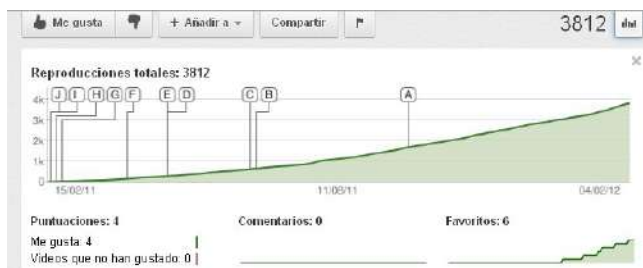 Me gusta + Añadir a Compartir 3812
Reproducciones totales: 3812
J I H G F E D C B A
4k
3k
2k
1k
0
15/02/11 11/08/11 04/02/12
Puntuaciones: 4 Comentarios: 0 Favoritos: 6
Me gusta: 4
Videos que no han gustado: 0